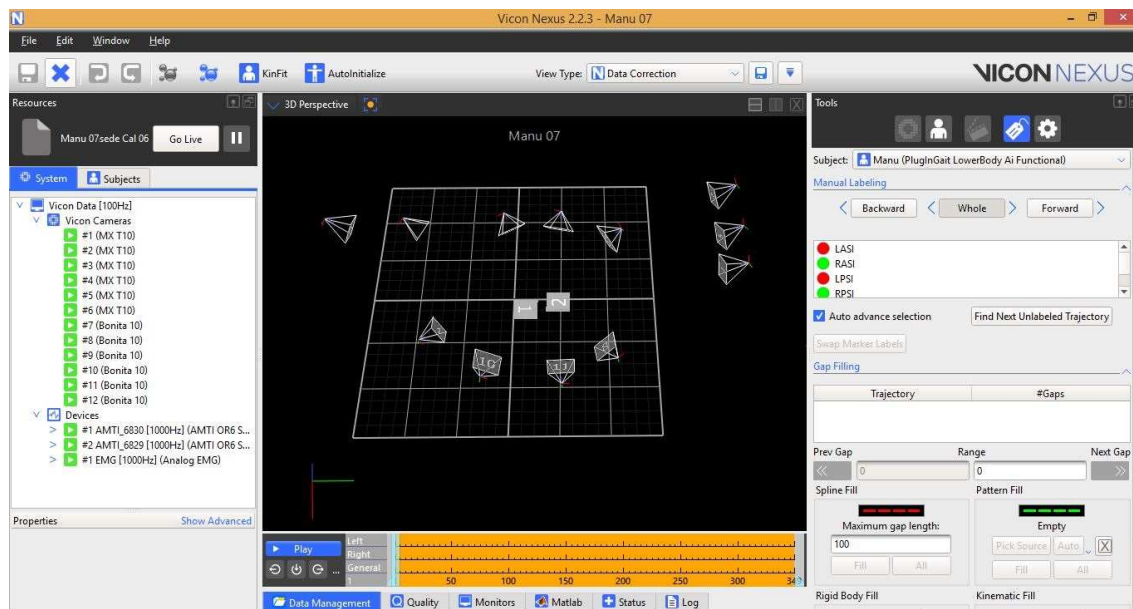 Vicon Nexus 2.2.3 - Manu 07
File Edit Window Help
KinFit AutoInitialize View Type: Data Correction VICON NEXUS
Resources
Manu 07sede Cal 06 Go Live
System Subjects
Vicon Data [100Hz]
Vicon Cameras
#1 (MX T10)
#2 (MX T10)
#3 (MX T10)
#4 (MX T10)
#5 (MX T10)
#6 (MX T10)
#7 (Bonita 10)
#8 (Bonita 10)
#9 (Bonita 10)
#10 (Bonita 10)
#11 (Bonita 10)
#12 (Bonita 10)
Devices
#1 AMTI_6830 [1000Hz] (AMTI OR6 S...
#2 AMTI_6829 [1000Hz] (AMTI OR6 S...
#1 EMG [1000Hz] (Analog EMG)
Properties Show Advanced
3D Perspective
Manu 07
1 2
10 11
Play
Left
Right
General
1 50 100 150 200 250 300
Data Management Quality Monitors Matlab Status Log
Tools
Subject: Manu (PlugInGait LowerBody Ai Functional)
Manual Labeling
Backward Whole Forward
LASI
RASI
LPSI
RPSI
Auto advance selection Find Next Unlabeled Trajectory
Swap Marker Labels
Gap Filling
Trajectory #Gaps
Prev Gap Range Next Gap
0 0
Spline Fill Pattern Fill
Maximum gap length: Empty
100 Pick Source Auto X
Fill All Fill All
Rigid Body Fill Kinematic Fill